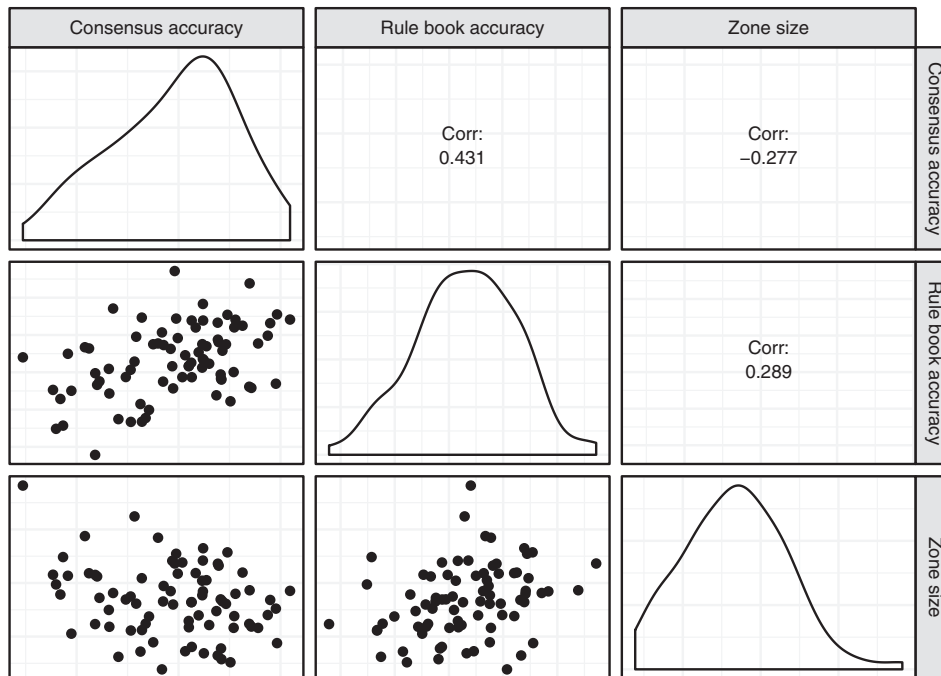 Consensus accuracy
Rule book accuracy
Zone size
Consensus accuracy
Corr:
0.431
Corr:
−0.277
Rule book accuracy
Corr:
0.289
Zone size